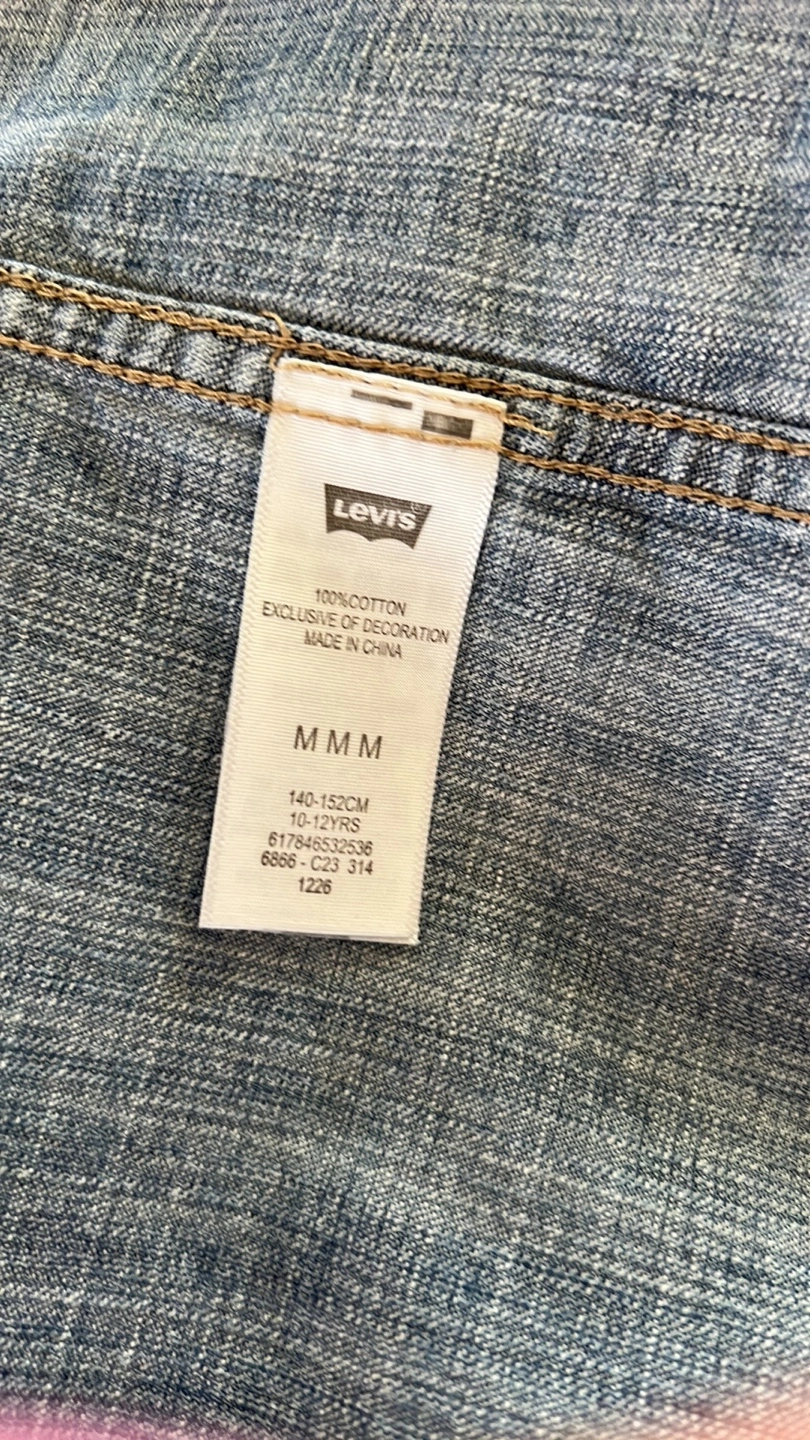 Levi's
100%COTTON
EXCLUSIVE OF DECORATION
MADE IN CHINA
M M M
140-152CM
10-12YRS
617846532536
6866 - C23 314
1226